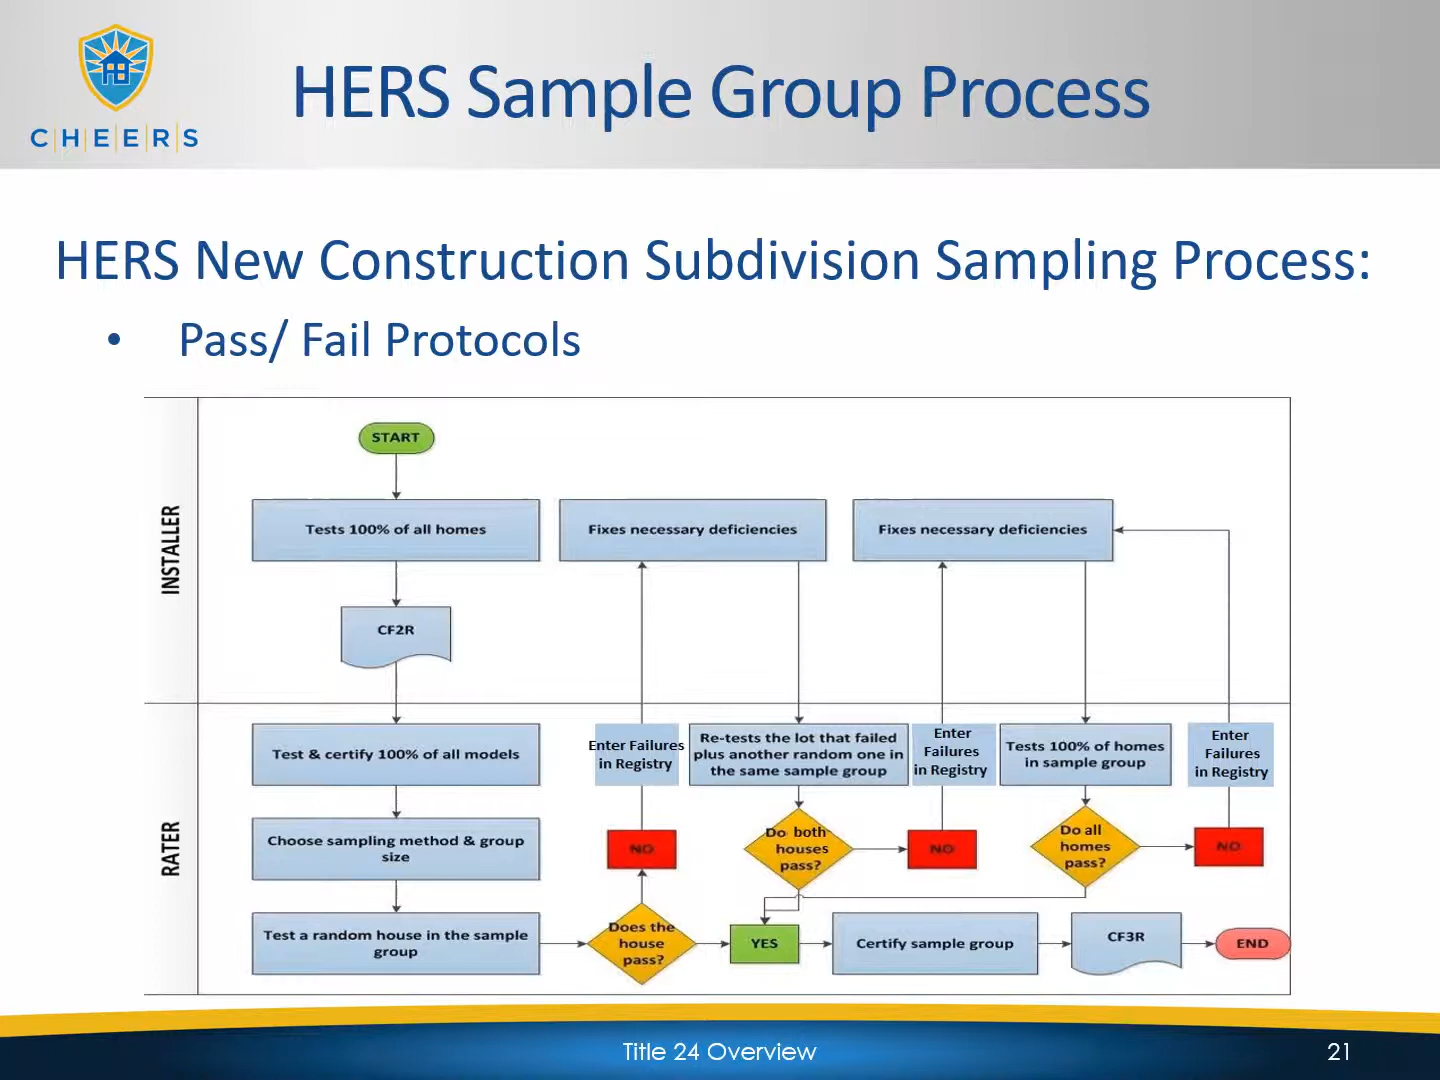 CHEERS
HERS Sample Group Process
HERS New Construction Subdivision Sampling Process:
• Pass/ Fail Protocols
INSTALLER
START
Tests 100% of all homes
Fixes necessary deficiencies
Fixes necessary deficiencies
CF2R
RATER
Test & certify 100% of all models
Enter Failures
in Registry
Re-tests the lot that failed
plus another random one in
the same sample group
Enter
Failures
in Registry
Tests 100% of homes
in sample group
Enter
Failures
in Registry
Choose sampling method & group
size
NO
Do both
houses
pass?
NO
Do all
homes
pass?
NO
Test a random house in the sample
group
Does the
house
pass?
YES
Certify sample group
CF3R
END
Title 24 Overview
21